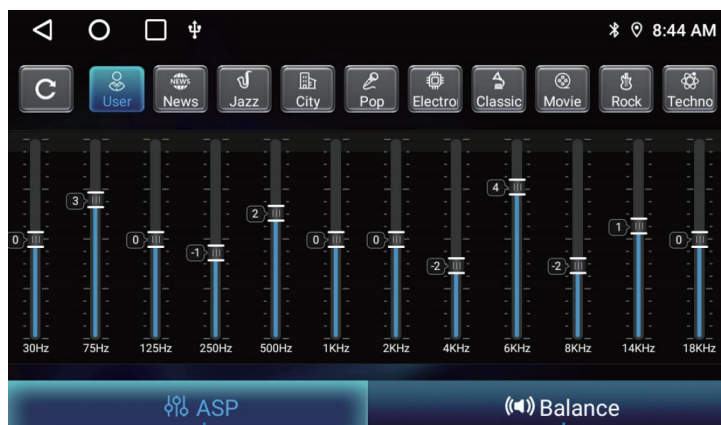 8:44 AM
User NEWS News Jazz City Pop Electro Classic Movie Rock Techno
0 3 0 -1 2 0 0 -2 4 -2 1 0
30Hz 75Hz 125Hz 250Hz 500Hz 1KHz 2KHz 4KHz 6KHz 8KHz 14KHz 18KHz
ASP Balance